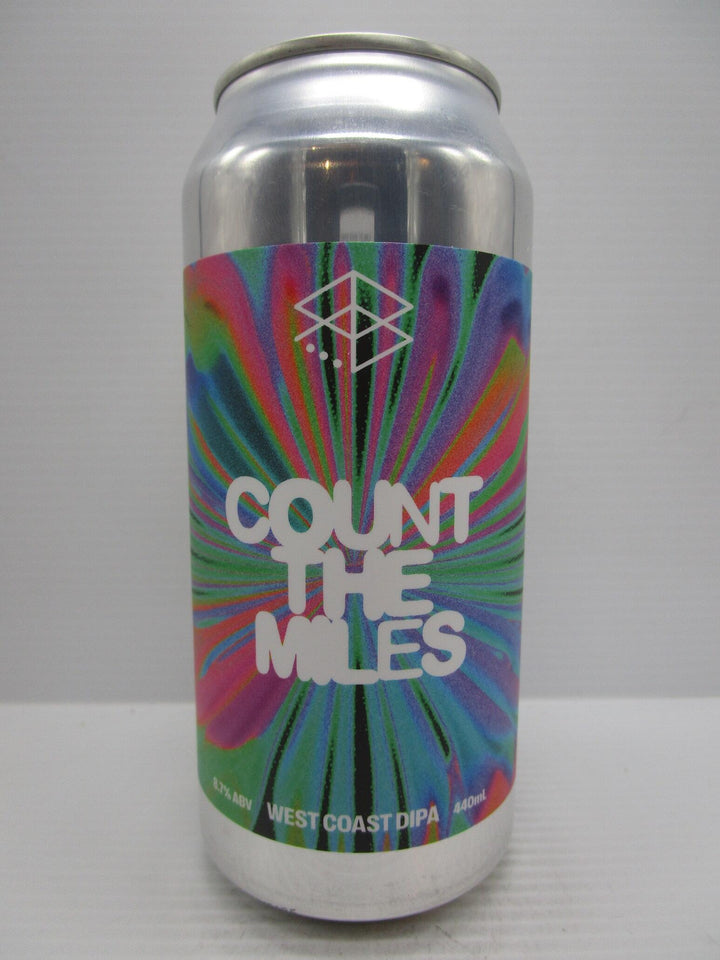 COUNT
THE
MILES
8.7% ABV WEST COAST DIPA 440mL